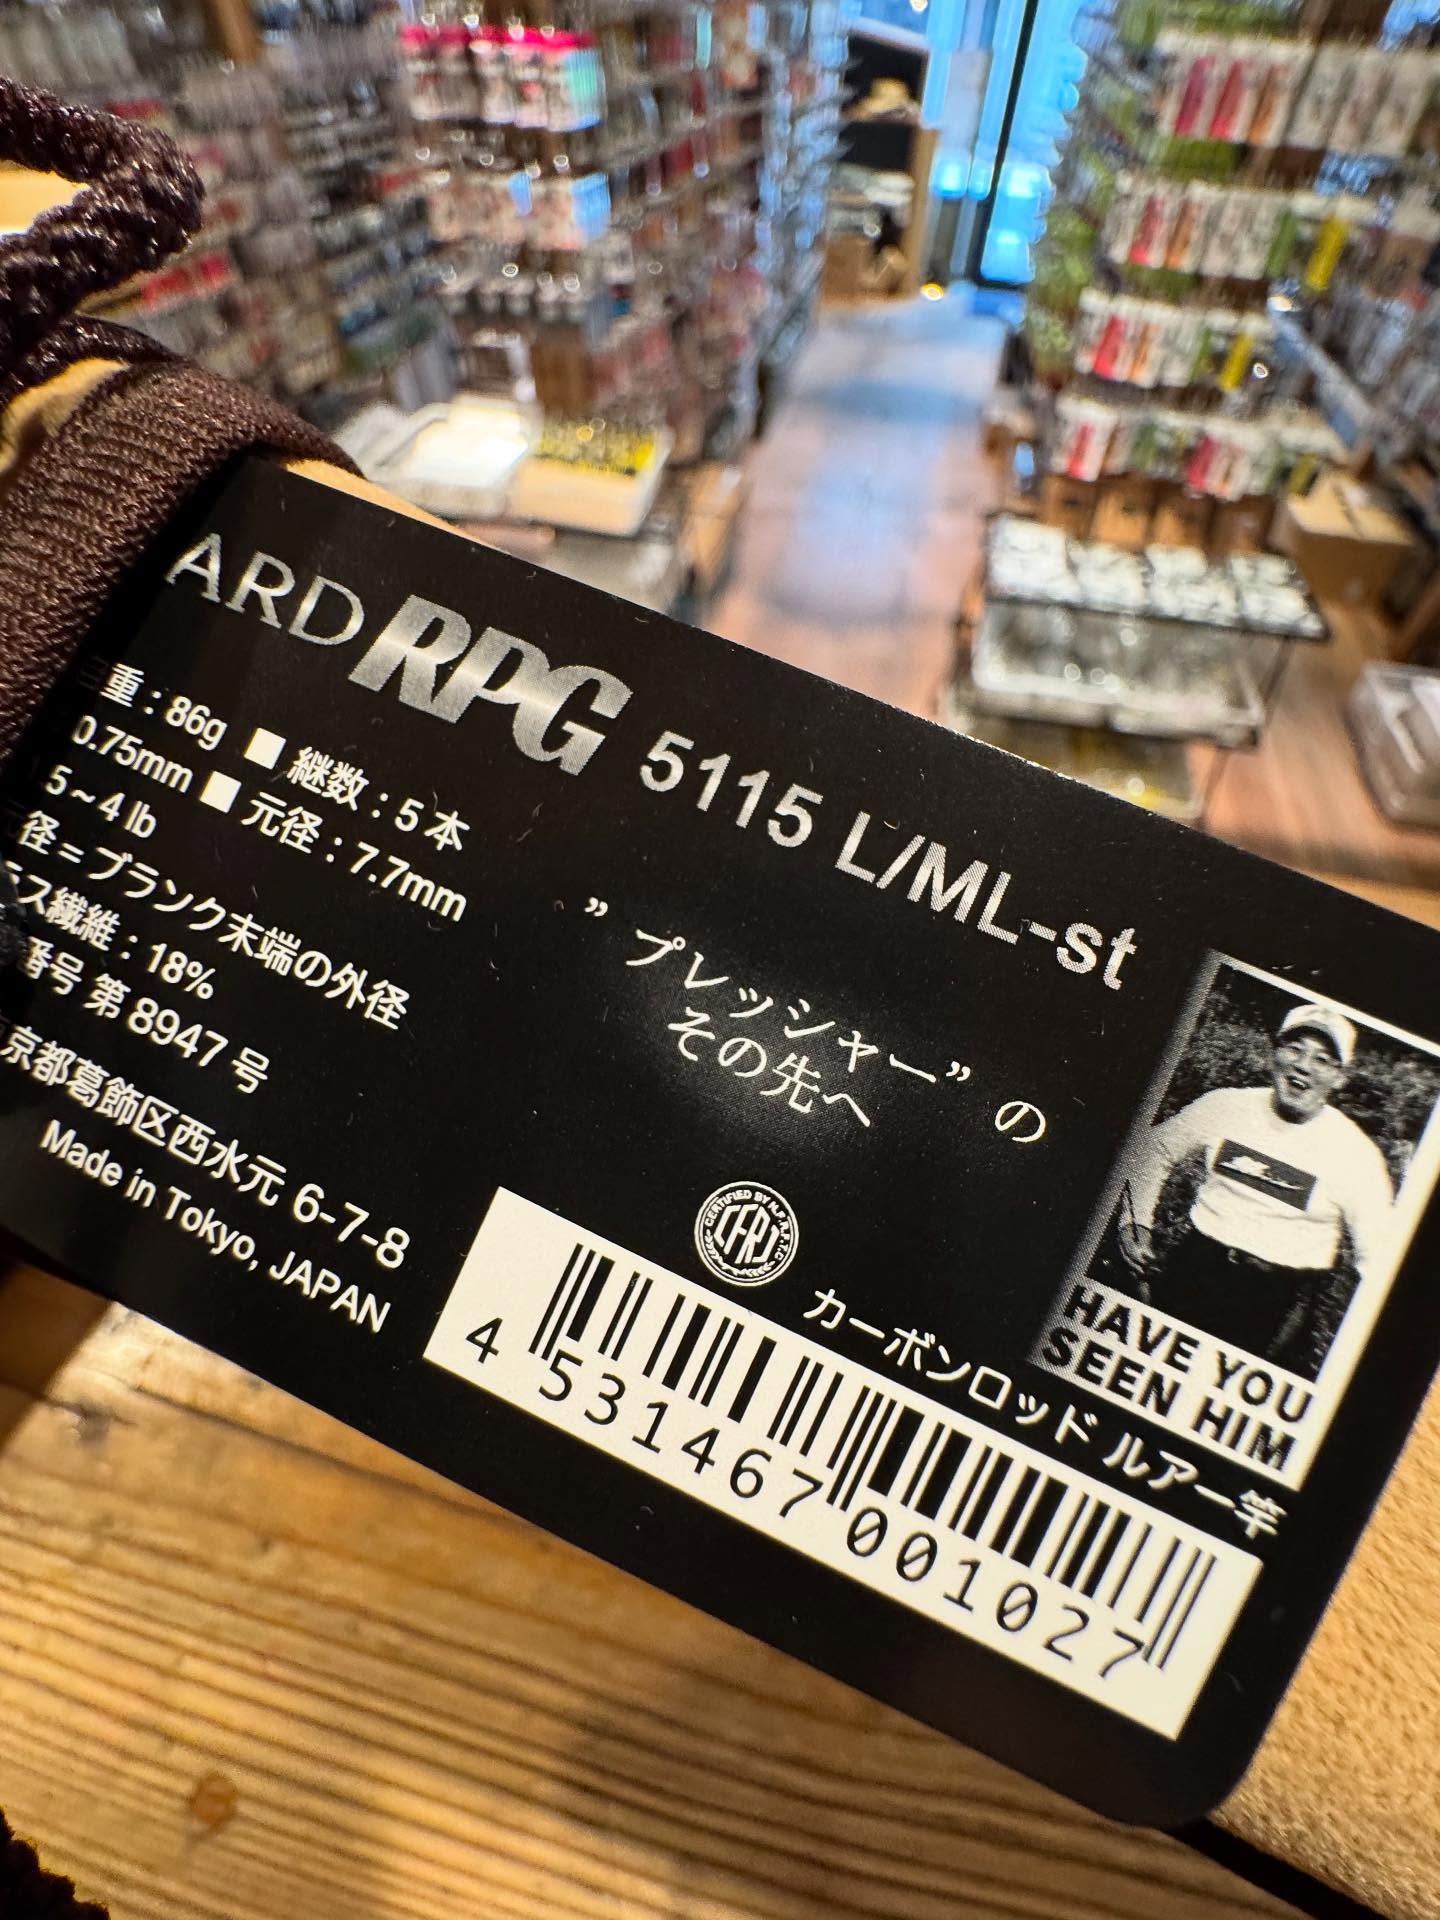 ARD RPG 5115 L/ML-st
重：86g ■ 継数：5本
0.75mm ■ 元径：7.7mm
5~4 lb
径＝ブランク末端の外径
ス繊維：18%
番号 第 8947 号
京都葛飾区西水元 6-7-8
Made in Tokyo, JAPAN
”プレッシャー”の
その先へ
CERTIFIED BY
CFRJ
カーボンロッド ルアー竿
4 531467 001027
HAVE YOU
SEEN HIM